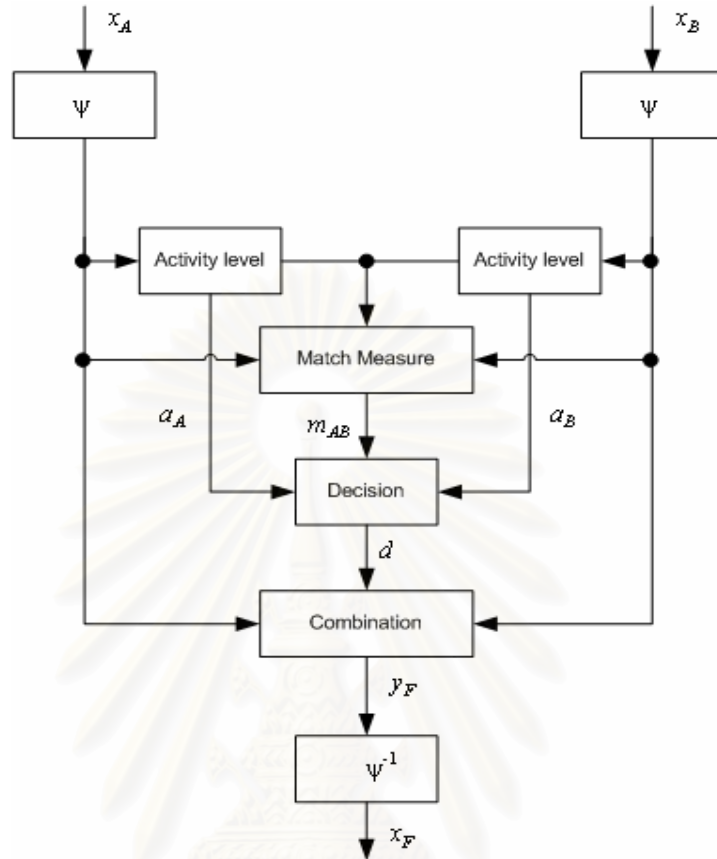 x_A x_B
Ψ Ψ
Activity level Activity level
Match Measure
a_A m_AB a_B
Decision
d
Combination
y_F
Ψ^-1
x_F